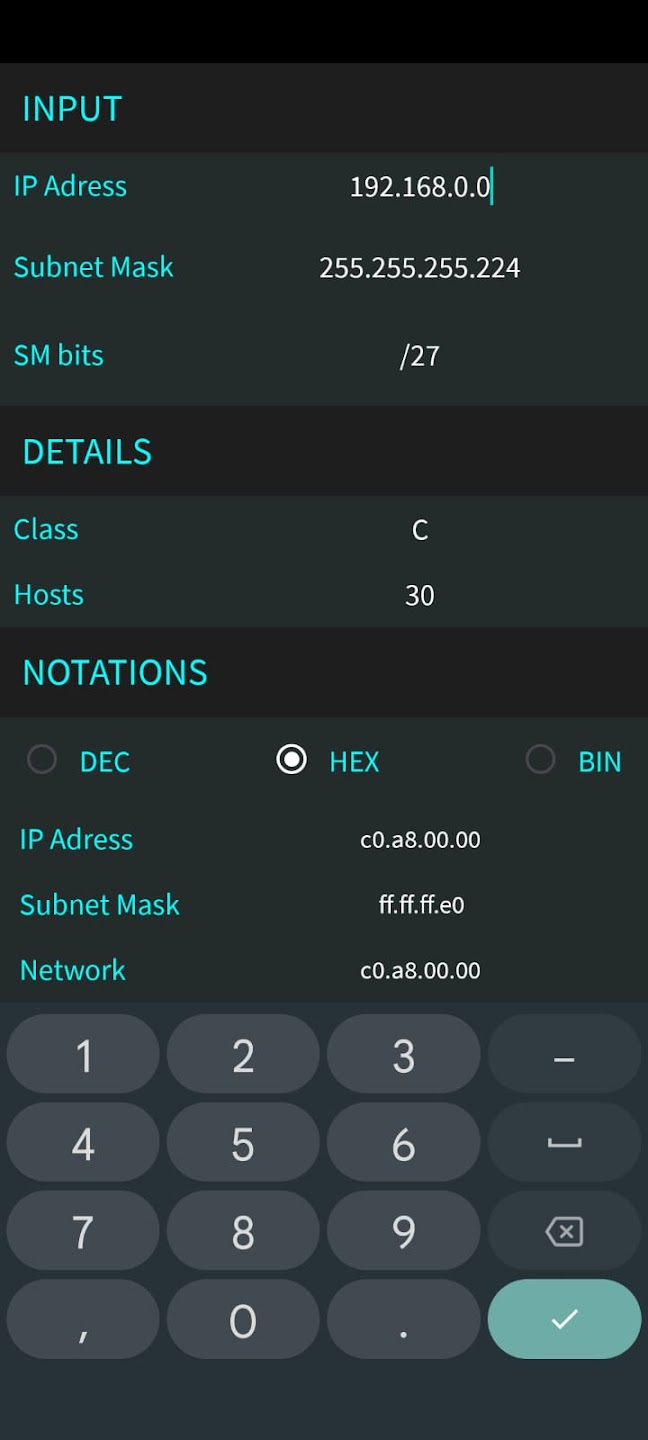 INPUT
IP Adress 192.168.0.0
Subnet Mask 255.255.255.224
SM bits /27
DETAILS
Class C
Hosts 30
NOTATIONS
DEC HEX BIN
IP Adress c0.a8.00.00
Subnet Mask ff.ff.ff.e0
Network c0.a8.00.00
1 2 3 –
4 5 6
7 8 9
, 0 .